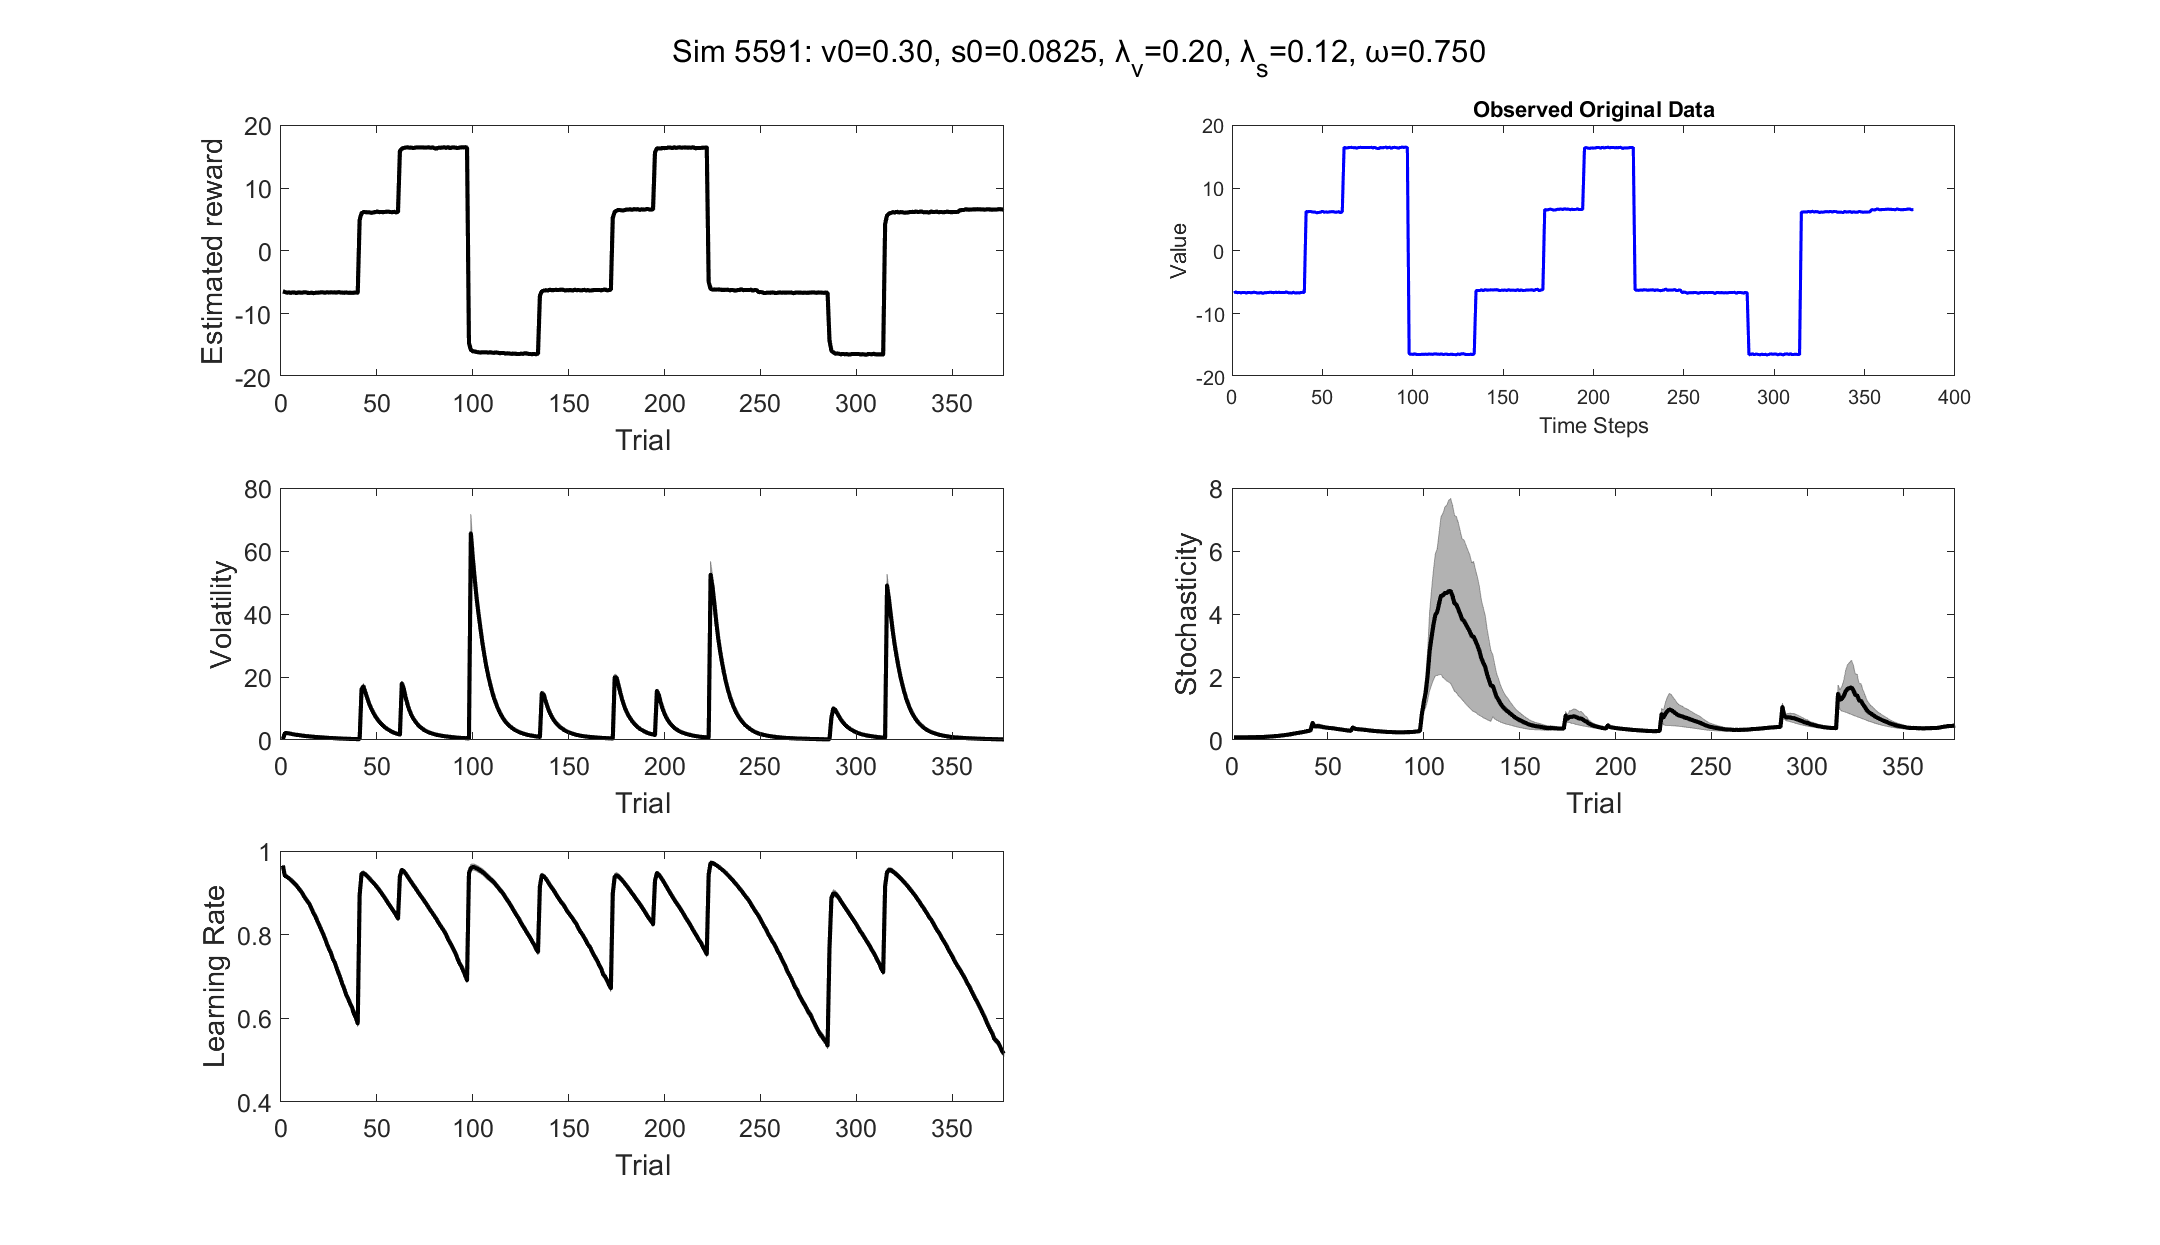 Sim 5591: v0=0.30, s0=0.0825, λ_v=0.20, λ_s=0.12, ω=0.750
20
10
0
-10
-20
Estimated reward
0 50 100 150 200 250 300 350
Trial
Observed Original Data
20
10
0
-10
-20
Value
0 50 100 150 200 250 300 350 400
Time Steps
80
60
40
20
0
Volatility
0 50 100 150 200 250 300 350
Trial
8
6
4
2
0
Stochasticity
0 50 100 150 200 250 300 350
Trial
1
0.8
0.6
0.4
Learning Rate
0 50 100 150 200 250 300 350
Trial